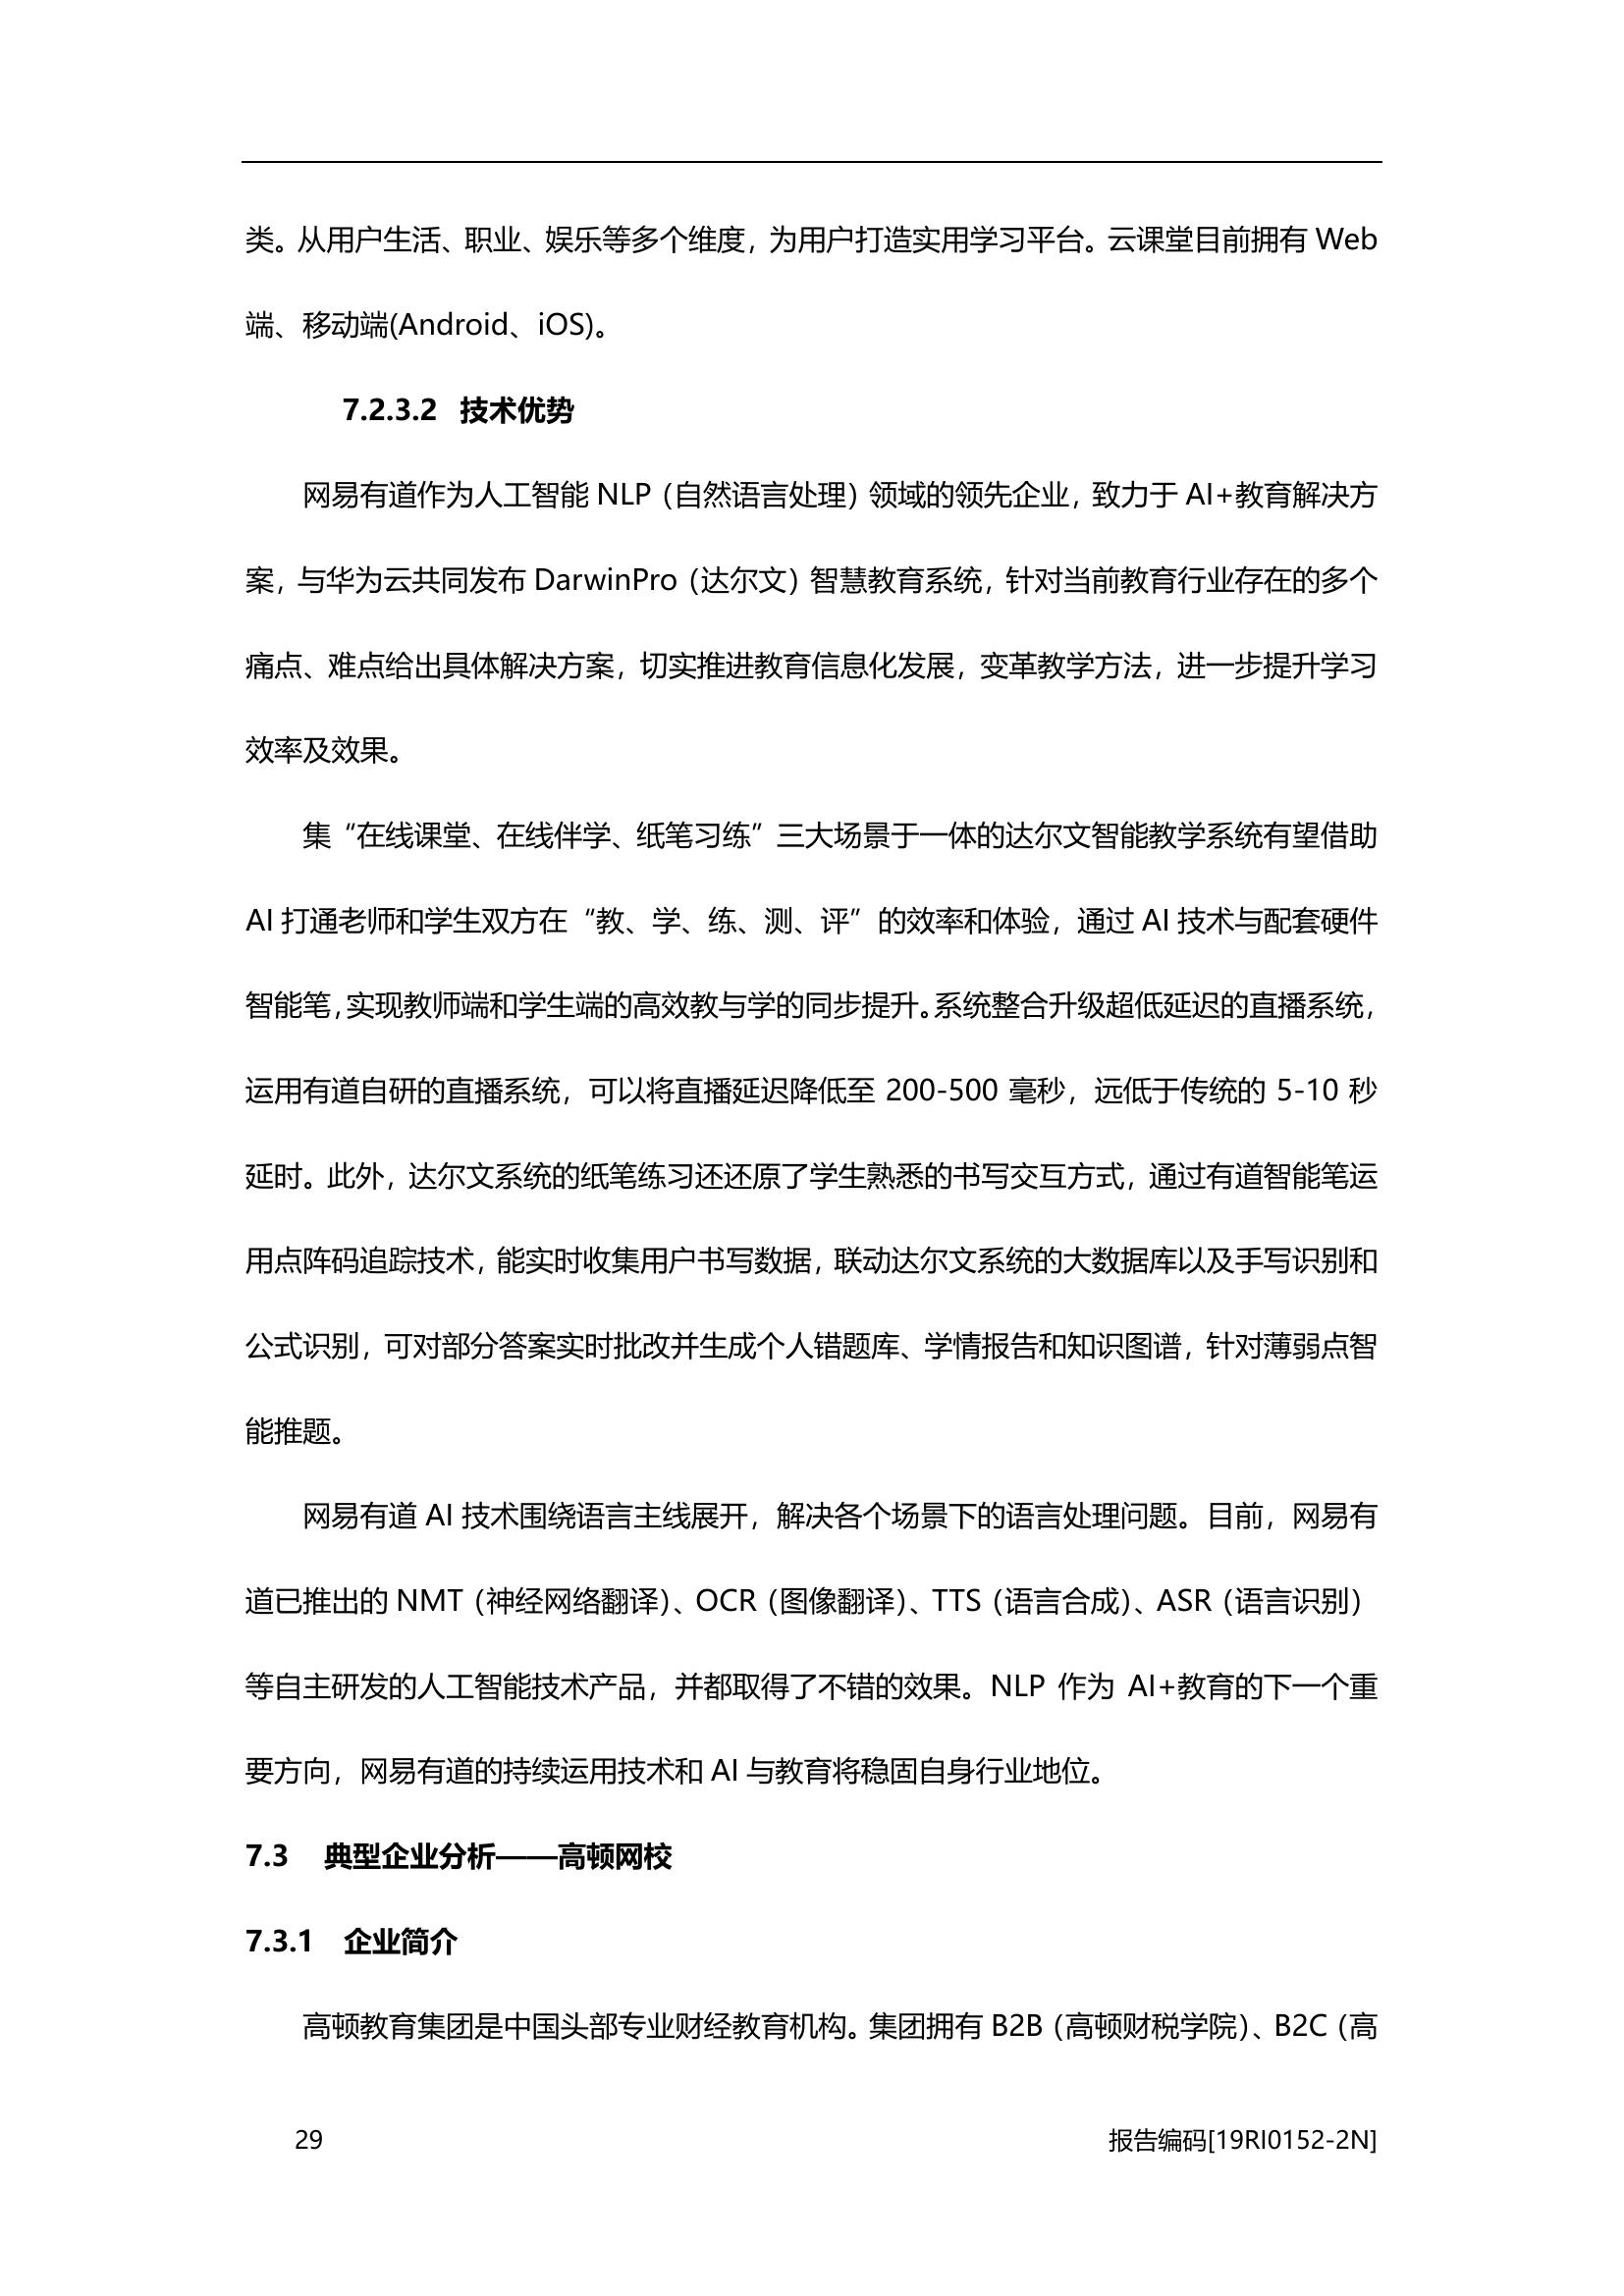 类。从用户生活、职业、娱乐等多个维度，为用户打造实用学习平台。云课堂目前拥有 Web
端、移动端(Android、iOS)。
7.2.3.2 技术优势
网易有道作为人工智能 NLP（自然语言处理）领域的领先企业，致力于 AI+教育解决方
案，与华为云共同发布 DarwinPro（达尔文）智慧教育系统，针对当前教育行业存在的多个
痛点、难点给出具体解决方案，切实推进教育信息化发展，变革教学方法，进一步提升学习
效率及效果。
集“在线课堂、在线伴学、纸笔习练”三大场景于一体的达尔文智能教学系统有望借助
AI 打通老师和学生双方在“教、学、练、测、评”的效率和体验，通过 AI 技术与配套硬件
智能笔，实现教师端和学生端的高效教与学的同步提升。系统整合升级超低延迟的直播系统，
运用有道自研的直播系统，可以将直播延迟降低至 200-500 毫秒，远低于传统的 5-10 秒
延时。此外，达尔文系统的纸笔练习还还原了学生熟悉的书写交互方式，通过有道智能笔运
用点阵码追踪技术，能实时收集用户书写数据，联动达尔文系统的大数据库以及手写识别和
公式识别，可对部分答案实时批改并生成个人错题库、学情报告和知识图谱，针对薄弱点智
能推题。
网易有道 AI 技术围绕语言主线展开，解决各个场景下的语言处理问题。目前，网易有
道已推出的 NMT（神经网络翻译）、OCR（图像翻译）、TTS（语言合成）、ASR（语言识别）
等自主研发的人工智能技术产品，并都取得了不错的效果。NLP 作为 AI+教育的下一个重
要方向，网易有道的持续运用技术和 AI 与教育将稳固自身行业地位。
7.3 典型企业分析——高顿网校
7.3.1 企业简介
高顿教育集团是中国头部专业财经教育机构。集团拥有 B2B（高顿财税学院）、B2C（高
29 报告编码[19RI0152-2N]